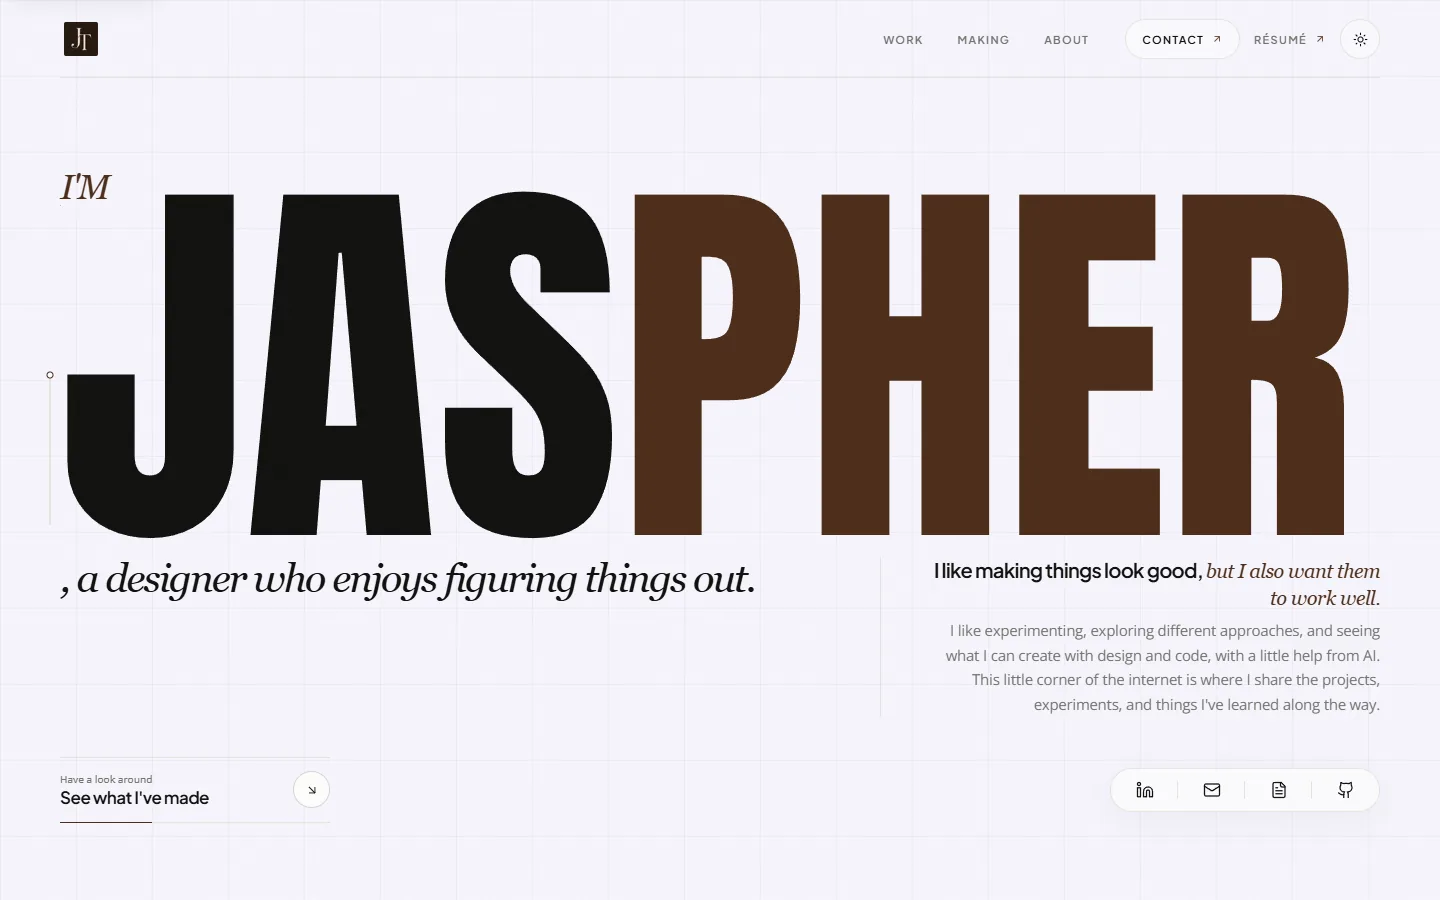 JT
WORK
MAKING
ABOUT
CONTACT
RÉSUMÉ
I'M
JASPHER
, a designer who enjoys figuring things out.
I like making things look good, but I also want them
to work well.
I like experimenting, exploring different approaches, and seeing
what I can create with design and code, with a little help from AI.
This little corner of the internet is where I share the projects,
experiments, and things I've learned along the way.
Have a look around
See what I've made
in